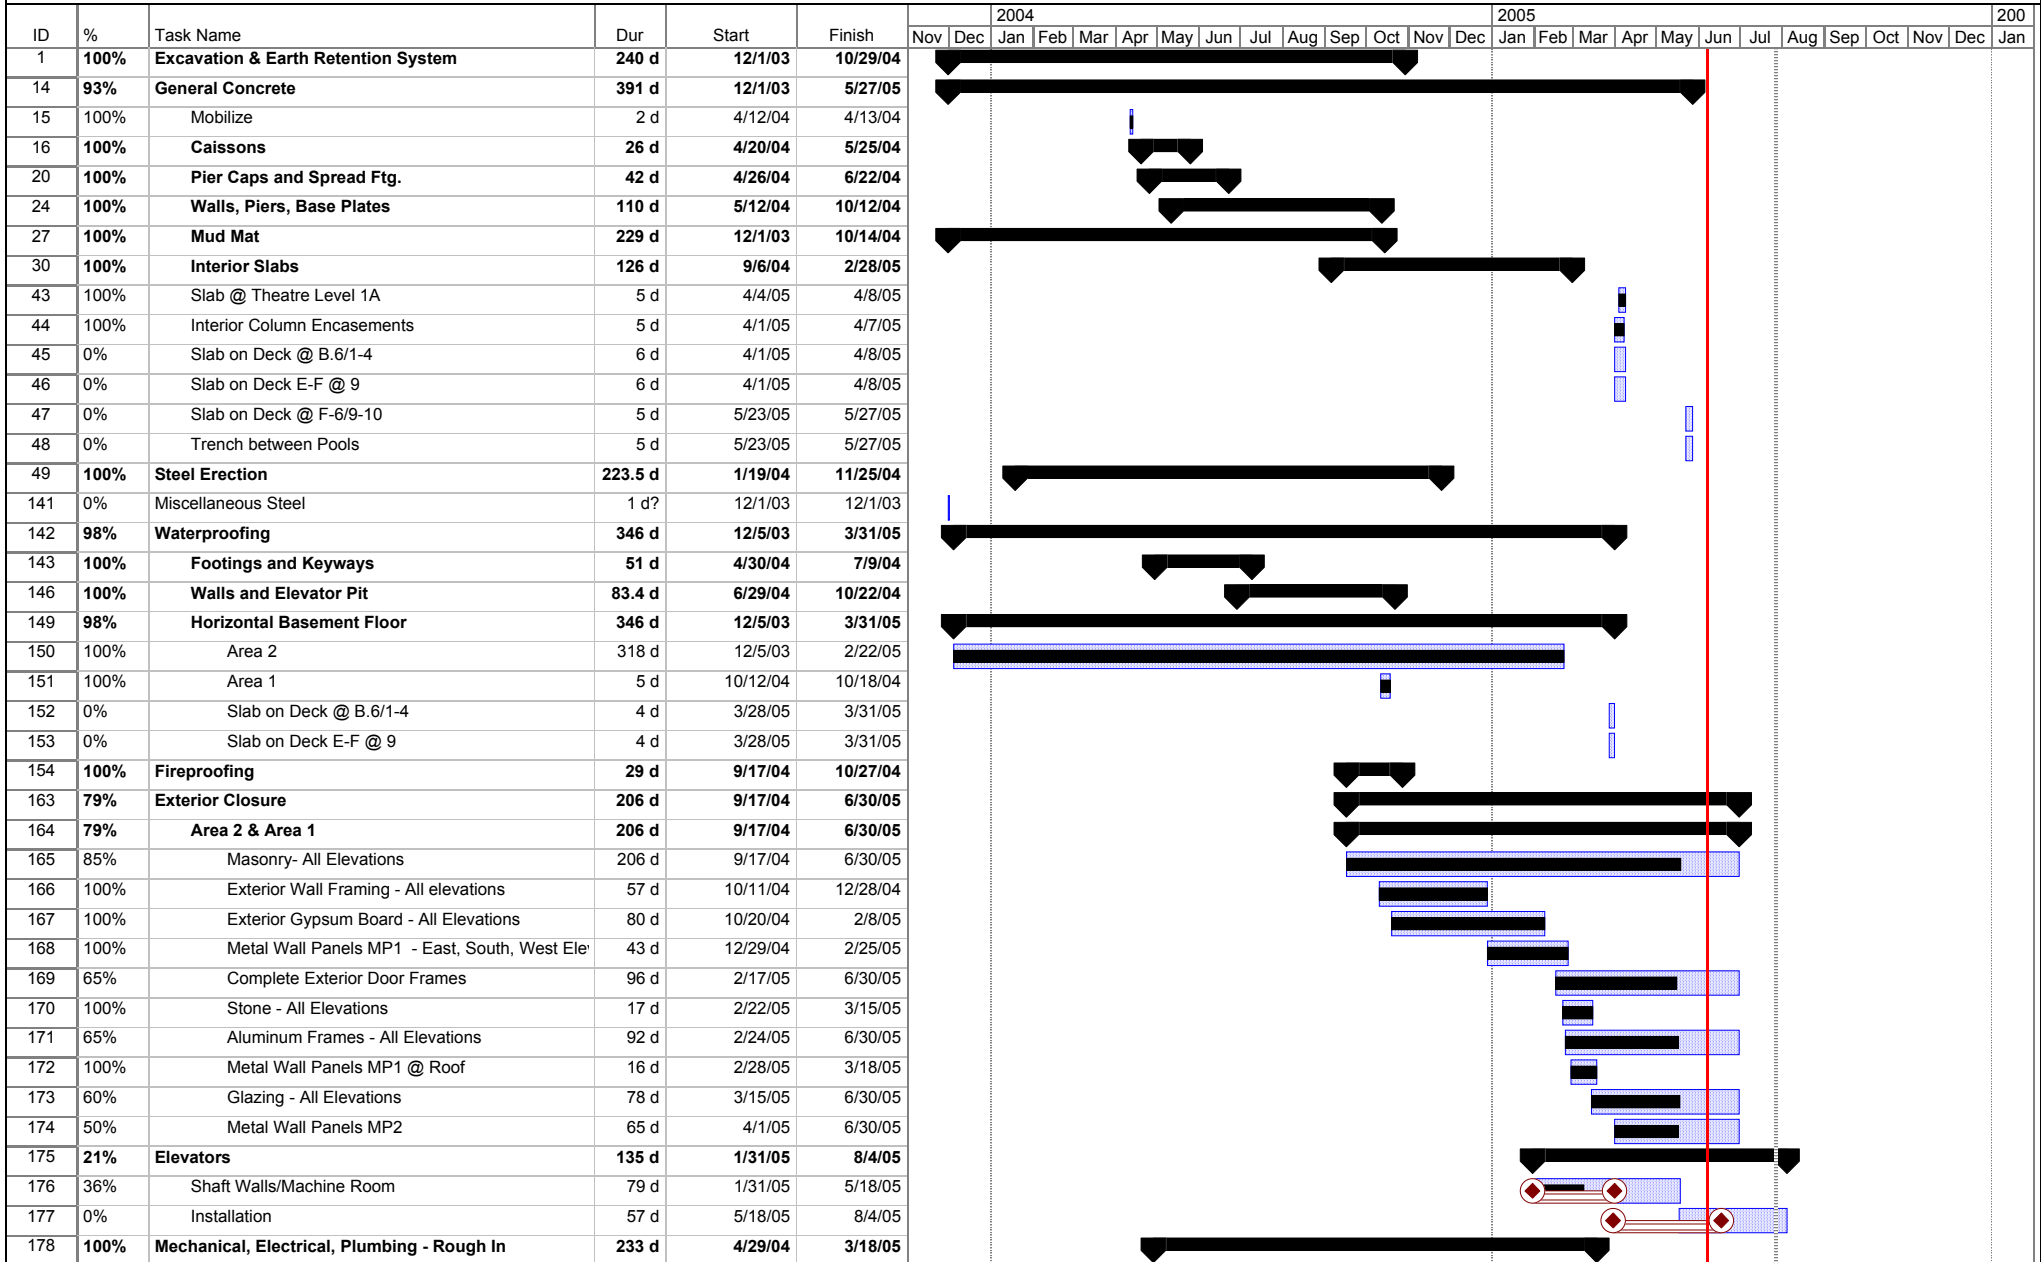 2004 2005 200
ID % Task Name Dur Start Finish Nov Dec Jan Feb Mar Apr May Jun Jul Aug Sep Oct Nov Dec Jan Feb Mar Apr May Jun Jul Aug Sep Oct Nov Dec Jan
1 100% Excavation & Earth Retention System 240 d 12/1/03 10/29/04
14 93% General Concrete 391 d 12/1/03 5/27/05
15 100% Mobilize 2 d 4/12/04 4/13/04
16 100% Caissons 26 d 4/20/04 5/25/04
20 100% Pier Caps and Spread Ftg. 42 d 4/26/04 6/22/04
24 100% Walls, Piers, Base Plates 110 d 5/12/04 10/12/04
27 100% Mud Mat 229 d 12/1/03 10/14/04
30 100% Interior Slabs 126 d 9/6/04 2/28/05
43 100% Slab @ Theatre Level 1A 5 d 4/4/05 4/8/05
44 100% Interior Column Encasements 5 d 4/1/05 4/7/05
45 0% Slab on Deck @ B.6/1-4 6 d 4/1/05 4/8/05
46 0% Slab on Deck E-F @ 9 6 d 4/1/05 4/8/05
47 0% Slab on Deck @ F-6/9-10 5 d 5/23/05 5/27/05
48 0% Trench between Pools 5 d 5/23/05 5/27/05
49 100% Steel Erection 223.5 d 1/19/04 11/25/04
141 0% Miscellaneous Steel 1 d? 12/1/03 12/1/03
142 98% Waterproofing 346 d 12/5/03 3/31/05
143 100% Footings and Keyways 51 d 4/30/04 7/9/04
146 100% Walls and Elevator Pit 83.4 d 6/29/04 10/22/04
149 98% Horizontal Basement Floor 346 d 12/5/03 3/31/05
150 100% Area 2 318 d 12/5/03 2/22/05
151 100% Area 1 5 d 10/12/04 10/18/04
152 0% Slab on Deck @ B.6/1-4 4 d 3/28/05 3/31/05
153 0% Slab on Deck E-F @ 9 4 d 3/28/05 3/31/05
154 100% Fireproofing 29 d 9/17/04 10/27/04
163 79% Exterior Closure 206 d 9/17/04 6/30/05
164 79% Area 2 & Area 1 206 d 9/17/04 6/30/05
165 85% Masonry- All Elevations 206 d 9/17/04 6/30/05
166 100% Exterior Wall Framing - All elevations 57 d 10/11/04 12/28/04
167 100% Exterior Gypsum Board - All Elevations 80 d 10/20/04 2/8/05
168 100% Metal Wall Panels MP1 - East, South, West Ele 43 d 12/29/04 2/25/05
169 65% Complete Exterior Door Frames 96 d 2/17/05 6/30/05
170 100% Stone - All Elevations 17 d 2/22/05 3/15/05
171 65% Aluminum Frames - All Elevations 92 d 2/24/05 6/30/05
172 100% Metal Wall Panels MP1 @ Roof 16 d 2/28/05 3/18/05
173 60% Glazing - All Elevations 78 d 3/15/05 6/30/05
174 50% Metal Wall Panels MP2 65 d 4/1/05 6/30/05
175 21% Elevators 135 d 1/31/05 8/4/05
176 36% Shaft Walls/Machine Room 79 d 1/31/05 5/18/05
177 0% Installation 57 d 5/18/05 8/4/05
178 100% Mechanical, Electrical, Plumbing - Rough In 233 d 4/29/04 3/18/05